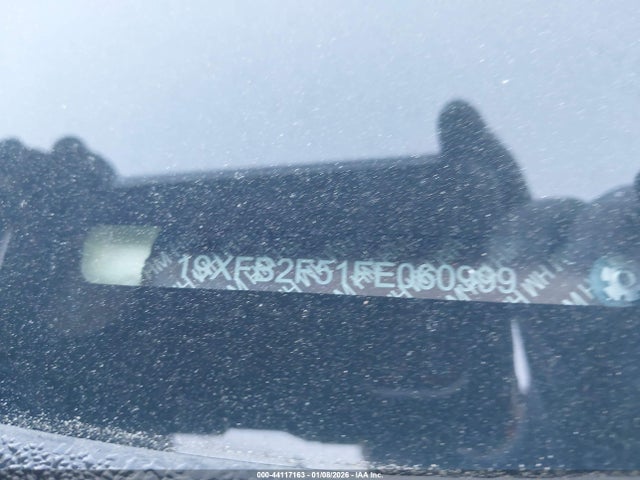 19XFB2F51FE060999
000-44117163 - 01/08/2026 - IAA Inc.